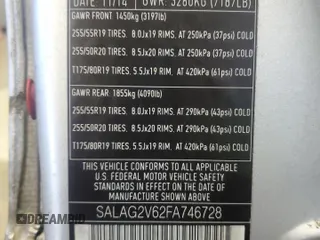 DATE 11/14 GVWR: 3260KG (7187LB)
GAWR FRONT 1450kg (3197lb)
255/55R19 TIRES. 8.0Jx19 RIMS. AT 250kPa (37psi) COLD
255/50R20 TIRES. 8.5Jx20 RIMS. AT 250kPa (37psi) COLD
T175/80R19 TIRES. 5.5Jx19 RIM. AT 420kPa (61psi) COLD
GAWR REAR 1855kg (4090lb)
255/55R19 TIRES. 8.0Jx19 RIMS. AT 290kPa (43psi) COLD
255/50R20 TIRES. 8.5Jx20 RIMS. AT 290kPa (43psi) COLD
T175/80R19 TIRES. 5.5Jx19 RIM. AT 420kPa (61psi) COLD
THIS VEHICLE CONFORMS TO ALL APPLICABLE
U.S. FEDERAL MOTOR VEHICLE SAFETY
STANDARDS IN EFFECT ON THE DATE OF
MANUFACTURE SHOWN ABOVE.
SALAG2V62FA746728